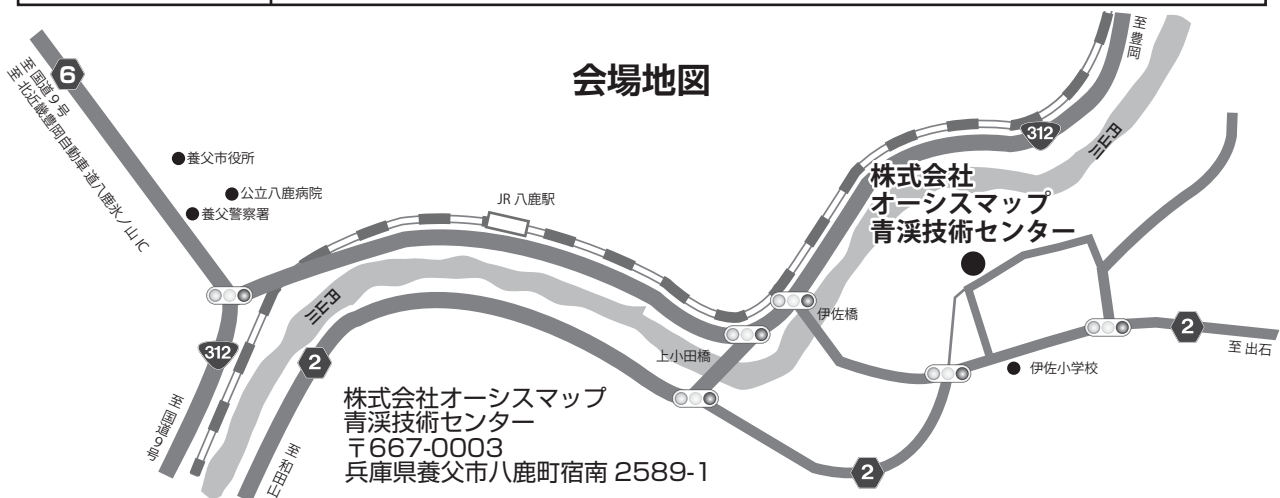 会場地図
至 豊岡
6
至 国道9号
至 北近畿豊岡自動車道八鹿氷ノ山IC
312
円山川
養父市役所
公立八鹿病院
養父警察署
JR 八鹿駅
株式会社
オーシスマップ
青渓技術センター
円山川
伊佐橋
312
2
上小田橋
2
至 出石
伊佐小学校
株式会社オーシスマップ
青渓技術センター
〒667-0003
兵庫県養父市八鹿町宿南 2589-1
至 国道9号
至 和田山
2